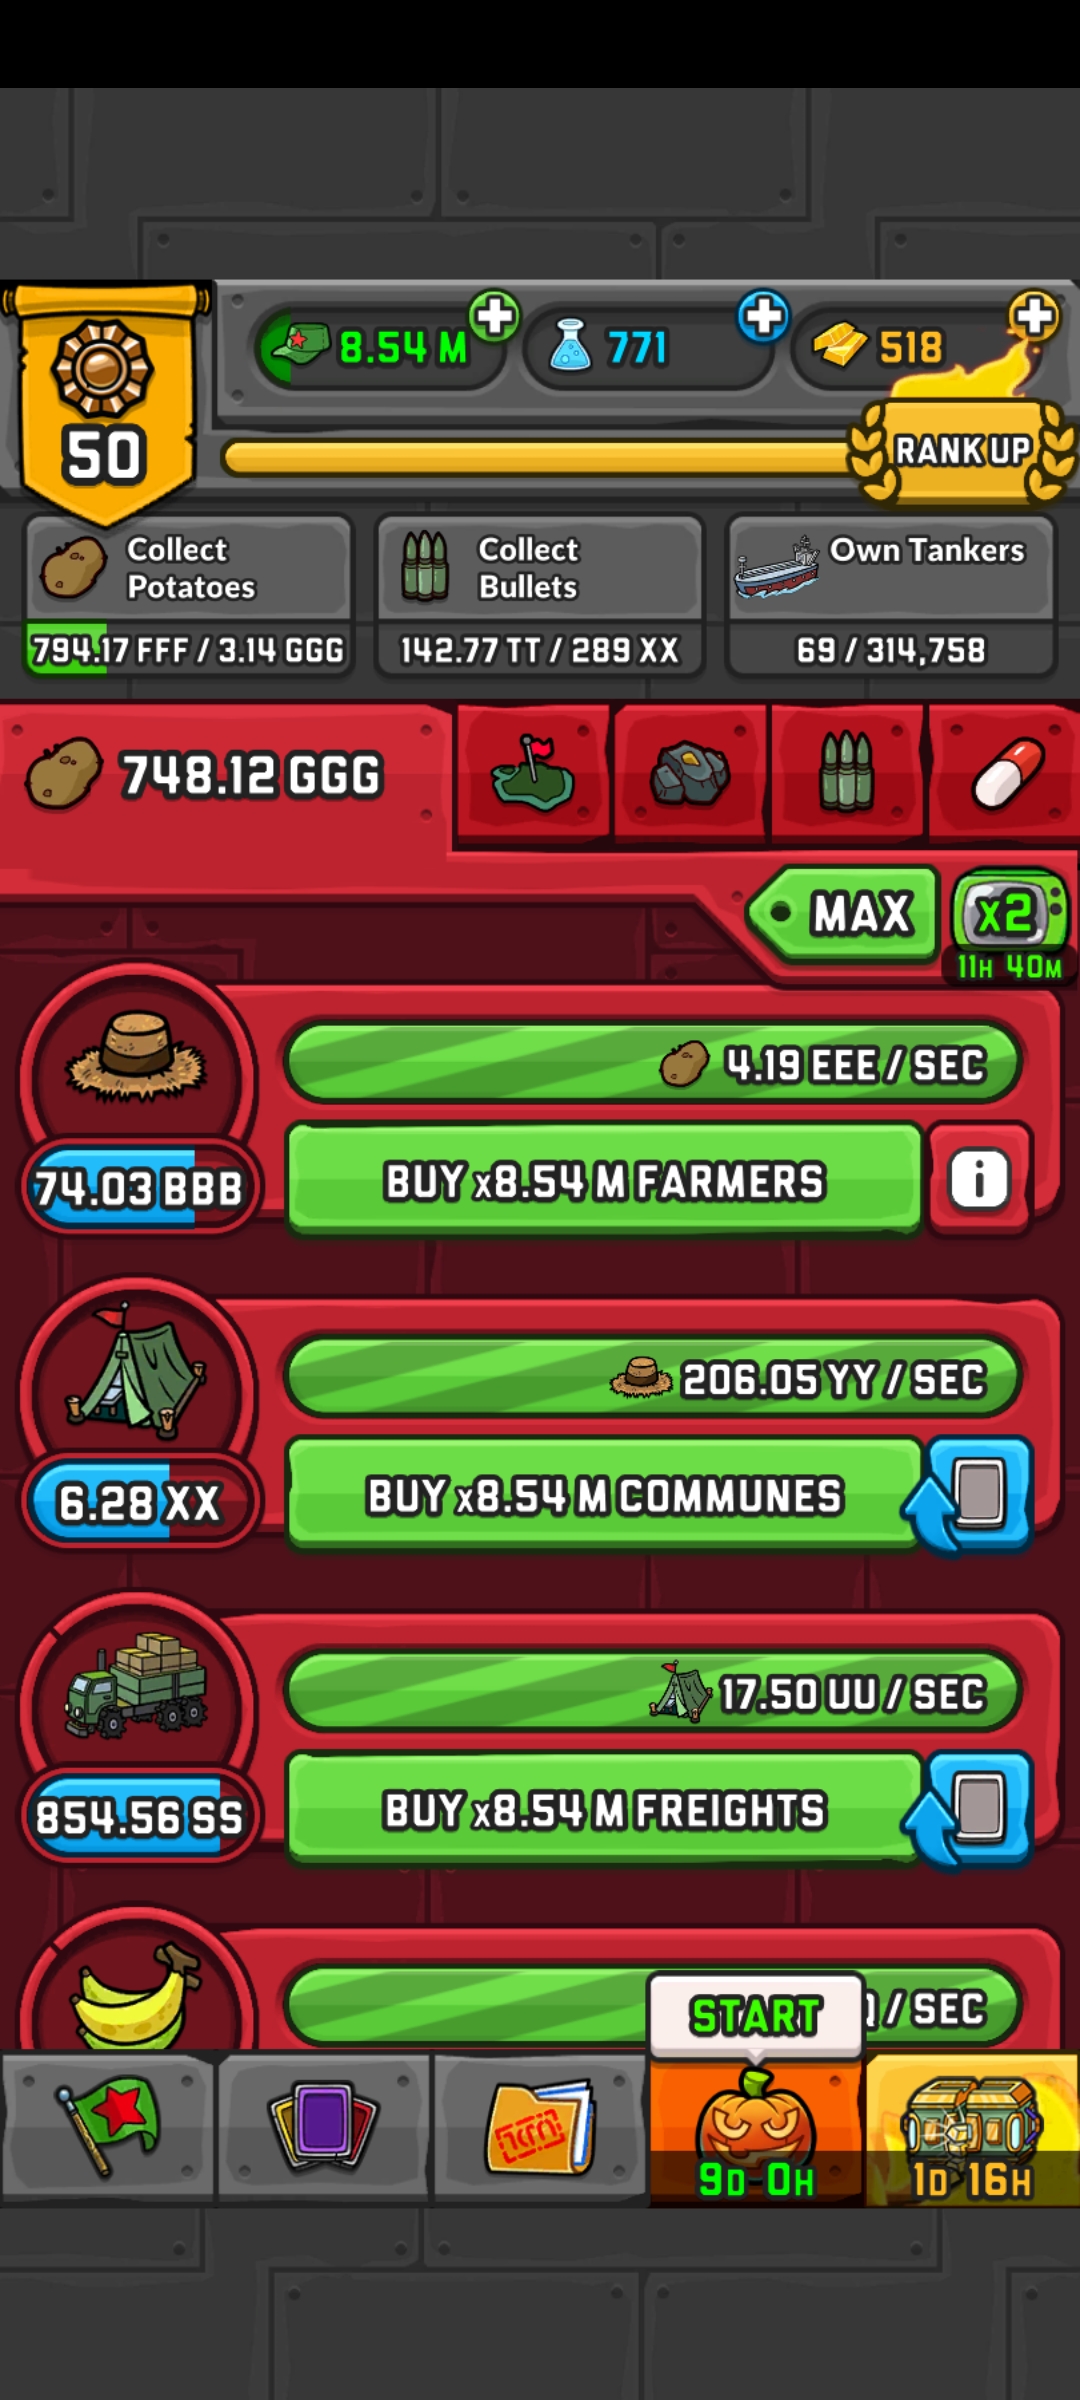 8.54 M
771
518
50
RANK UP
Collect
Potatoes
794.17 FFF / 3.14 GGG
Collect
Bullets
142.77 TT / 289 XX
Own Tankers
69 / 314,758
748.12 GGG
MAX
x2
11H 40M
4.19 EEE / SEC
74.03 BBB
BUY x8.54 M FARMERS
i
206.05 YY / SEC
6.28 XX
BUY x8.54 M COMMUNES
17.50 UU / SEC
854.56 SS
BUY x8.54 M FREIGHTS
/ SEC
START
9D 0H
1D 16H